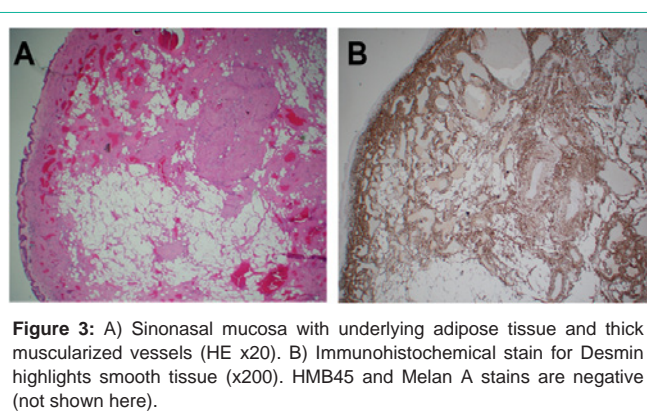 A
B
Figure 3: A) Sinonasal mucosa with underlying adipose tissue and thick
muscularized vessels (HE x20). B) Immunohistochemical stain for Desmin
highlights smooth tissue (x200). HMB45 and Melan A stains are negative
(not shown here).